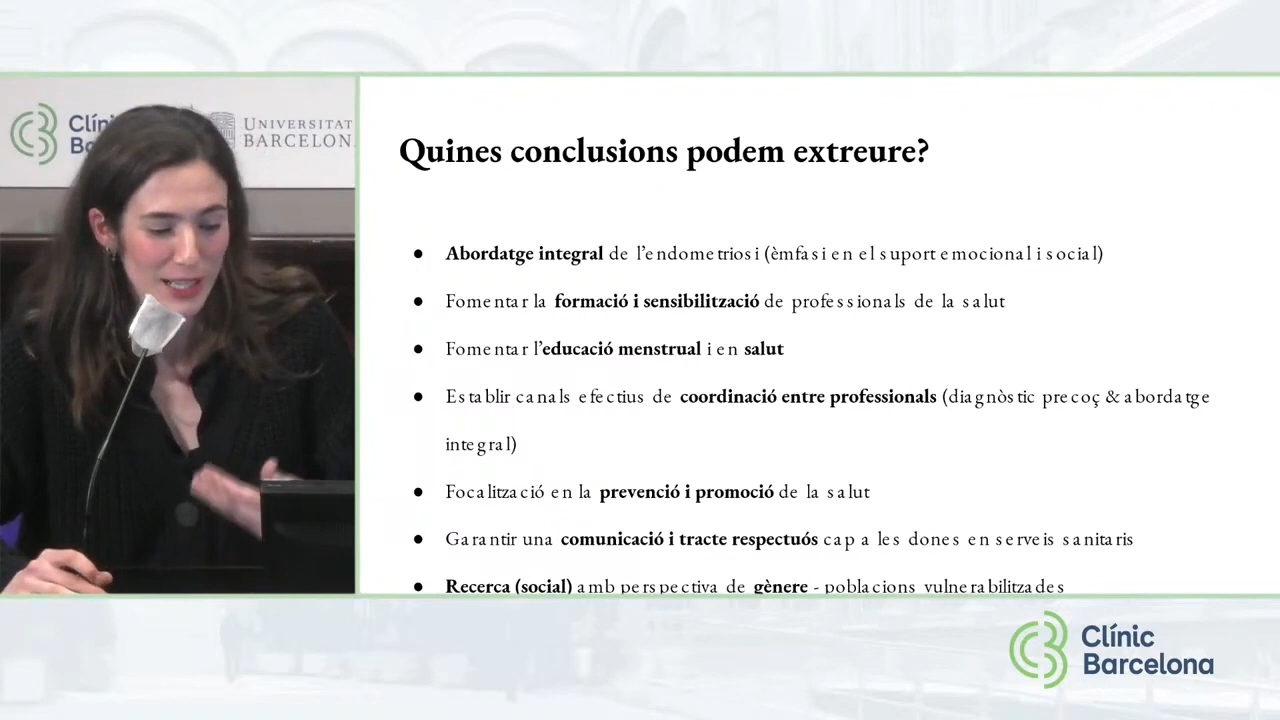 Clín
UNIVERSITAT
BARCELON
Quines conclusions podem extreure?
● Abordatge integral de l'endometriosi (èmfasi en el suport emocional i social)
● Fomentar la formació i sensibilització de professionals de la salut
● Fomentar l'educació menstrual i en salut
● Establir canals efectius de coordinació entre professionals (diagnòstic precoç & abordatge
integral)
● Focalització en la prevenció i promoció de la salut
● Garantir una comunicació i tracte respectuós cap a les dones en serveis sanitaris
● Recerca (social) amb perspectiva de gènere - poblacions vulnerabilitzades
Clínic
Barcelona